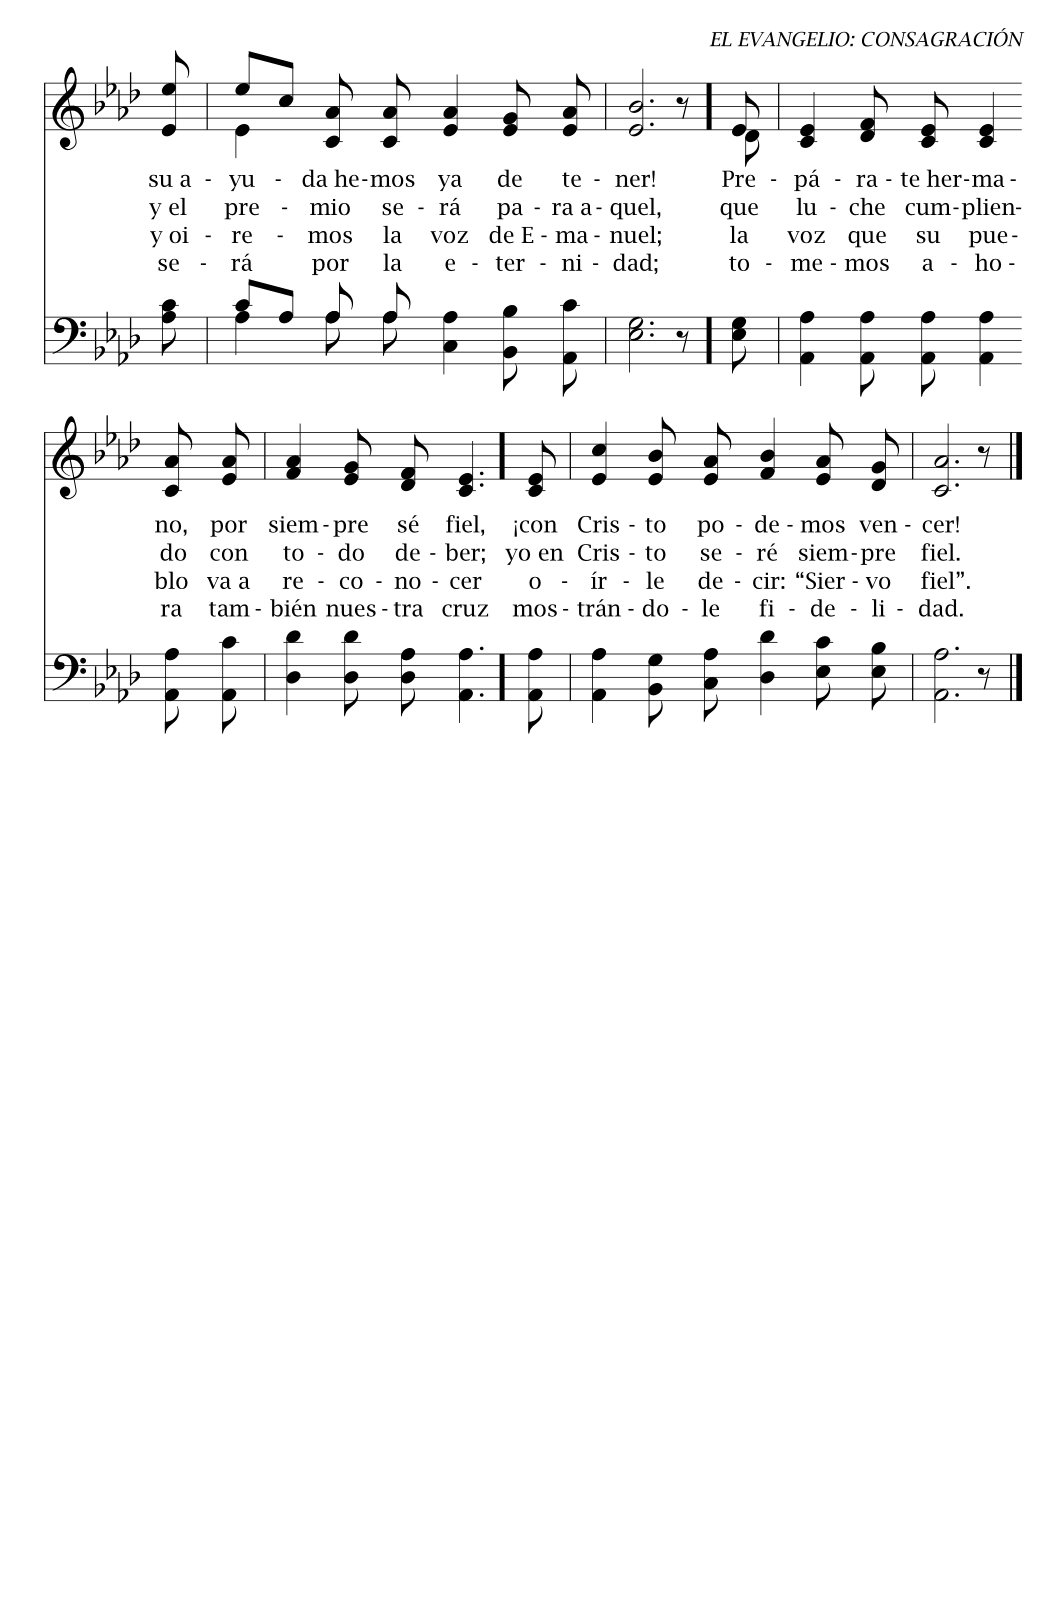 EL EVANGELIO: CONSAGRACIÓN
su a - yu - da he - mos ya de te - ner! Pre - pá - ra - te her - ma -
y el pre - mio se - rá pa - ra a - quel, que lu - che cum - plien -
y oi - re - mos la voz de E - ma - nuel; la voz que su pue -
se - rá por la e - ter - ni - dad; to - me - mos a - ho -
no, por siem - pre sé fiel, ¡con Cris - to po - de - mos ven - cer!
do con to - do de - ber; yo en Cris - to se - ré siem - pre fiel.
blo va a re - co - no - cer o - ír - le de - cir: “Sier - vo fiel”.
ra tam - bién nues - tra cruz mos - trán - do - le fi - de - li - dad.